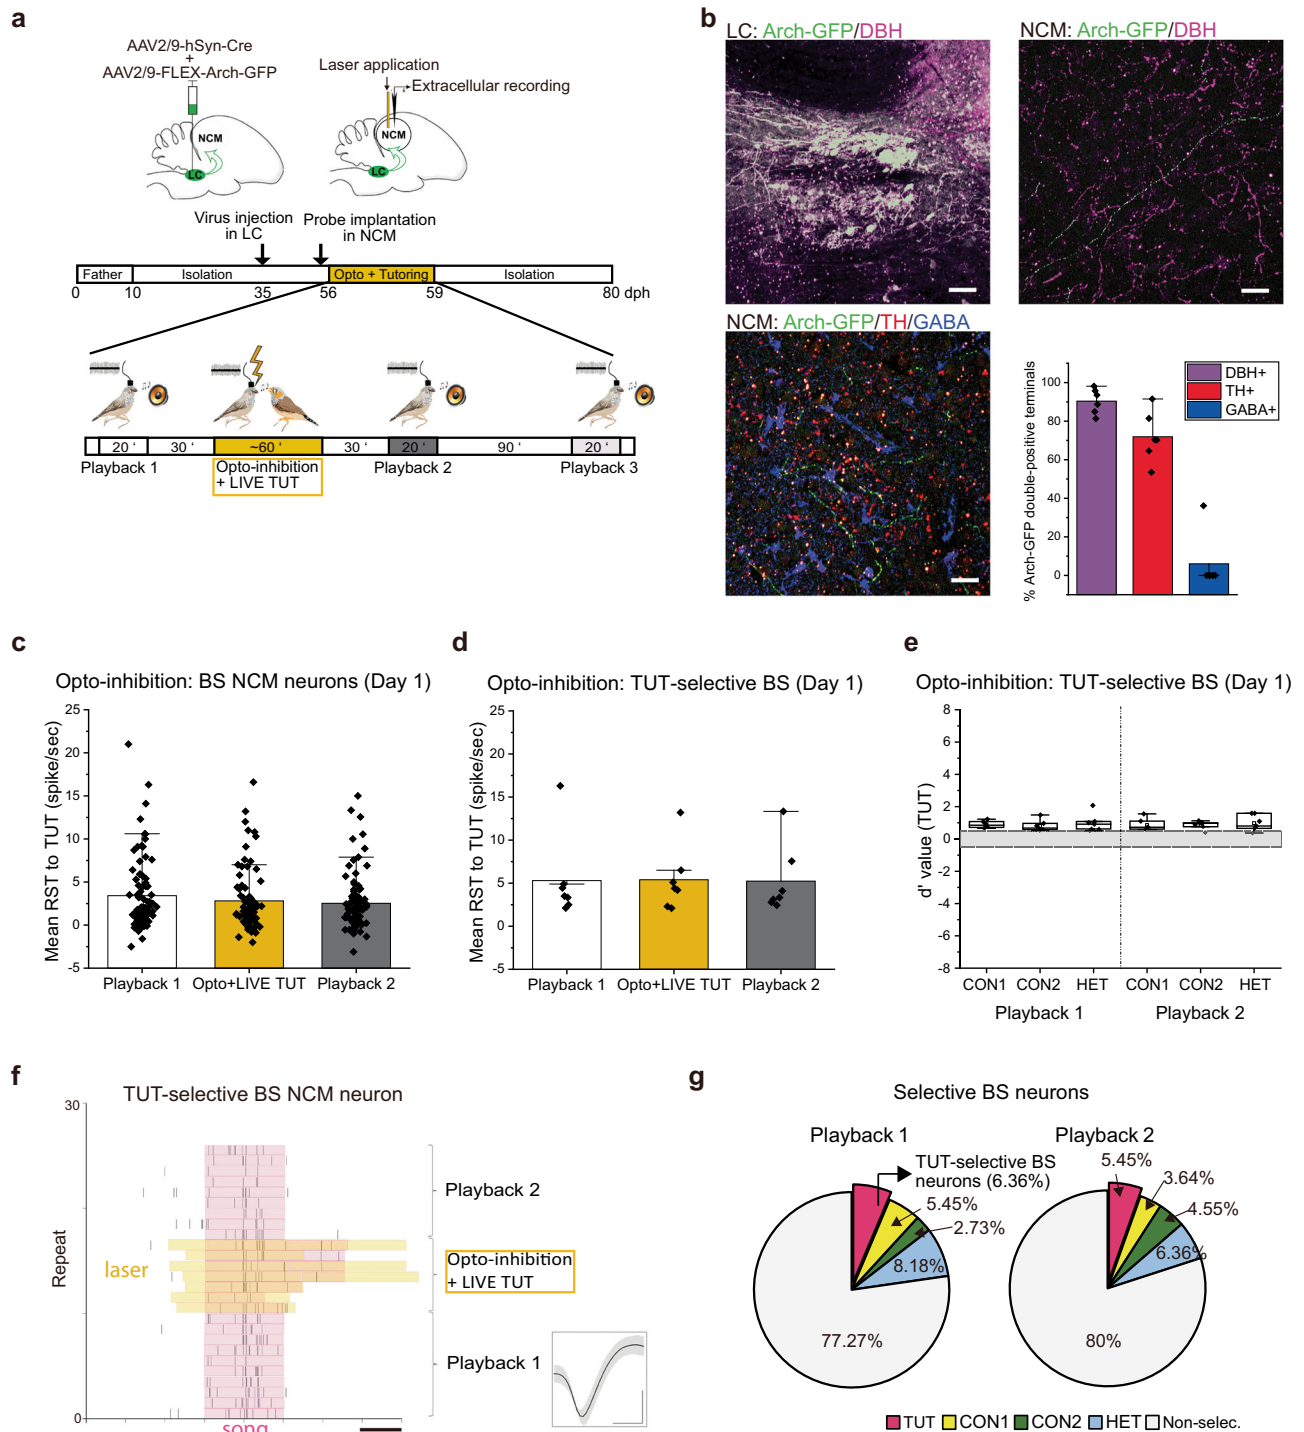 a
AAV2/9-hSyn-Cre
+
AAV2/9-FLEX-Arch-GFP
Laser application
Extracellular recording
NCM
LC
NCM
LC
Virus injection
in LC
Probe implantation
in NCM
Father
Isolation
Opto + Tutoring
Isolation
0 10 35 56 59 80 dph
20 ‘ 30 ‘ ~60 ‘ 30 ‘ 20 ‘ 90 ‘ 20 ‘
Playback 1
Opto-inhibition
+ LIVE TUT
Playback 2
Playback 3
b
LC: Arch-GFP/DBH
NCM: Arch-GFP/DBH
NCM: Arch-GFP/TH/GABA
% Arch-GFP double-positive terminals
100
80
60
40
20
0
DBH+
TH+
GABA+
c
Opto-inhibition: BS NCM neurons (Day 1)
Mean RST to TUT (spike/sec)
25
20
15
10
5
0
-5
Playback 1 Opto+LIVE TUT Playback 2
d
Opto-inhibition: TUT-selective BS (Day 1)
Mean RST to TUT (spike/sec)
25
20
15
10
5
0
-5
Playback 1 Opto+LIVE TUT Playback 2
e
Opto-inhibition: TUT-selective BS (Day 1)
d' value (TUT)
8
6
4
2
0
-2
-4
-6
-8
CON1 CON2 HET CON1 CON2 HET
Playback 1 Playback 2
f
TUT-selective BS NCM neuron
30
Repeat
0
laser
song
Playback 2
Opto-inhibition
+ LIVE TUT
Playback 1
g
Selective BS neurons
Playback 1
TUT-selective BS
neurons (6.36%)
5.45%
2.73%
8.18%
77.27%
Playback 2
5.45%
3.64%
4.55%
6.36%
80%
TUT CON1 CON2 HET Non-selec.